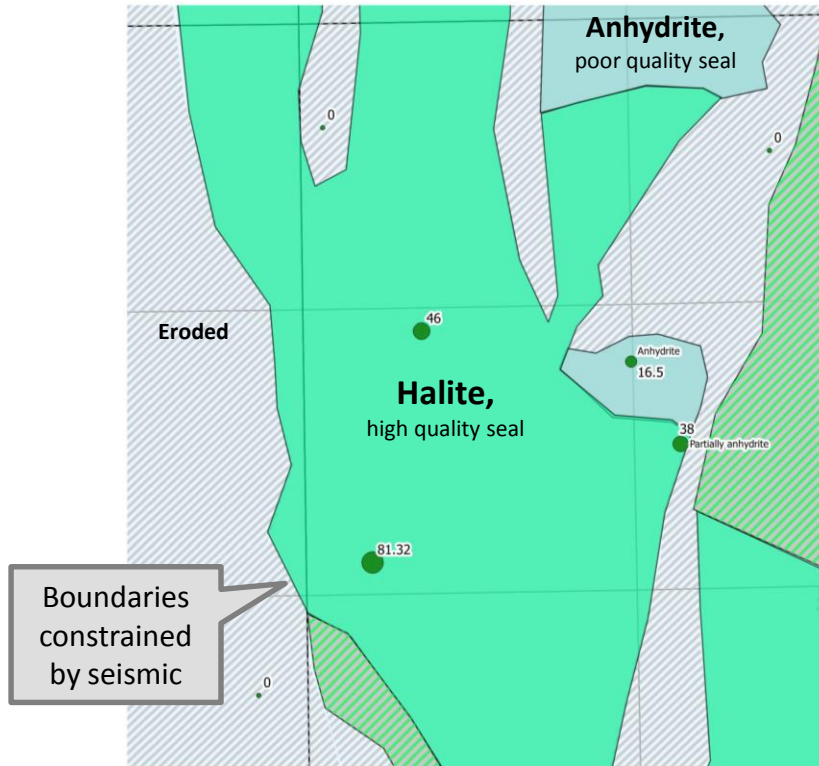 Anhydrite,
poor quality seal
0
0
46
Eroded
Anhydrite
16.5
Halite,
high quality seal
38
Partially anhydrite
81.32
Boundaries
constrained
by seismic
0